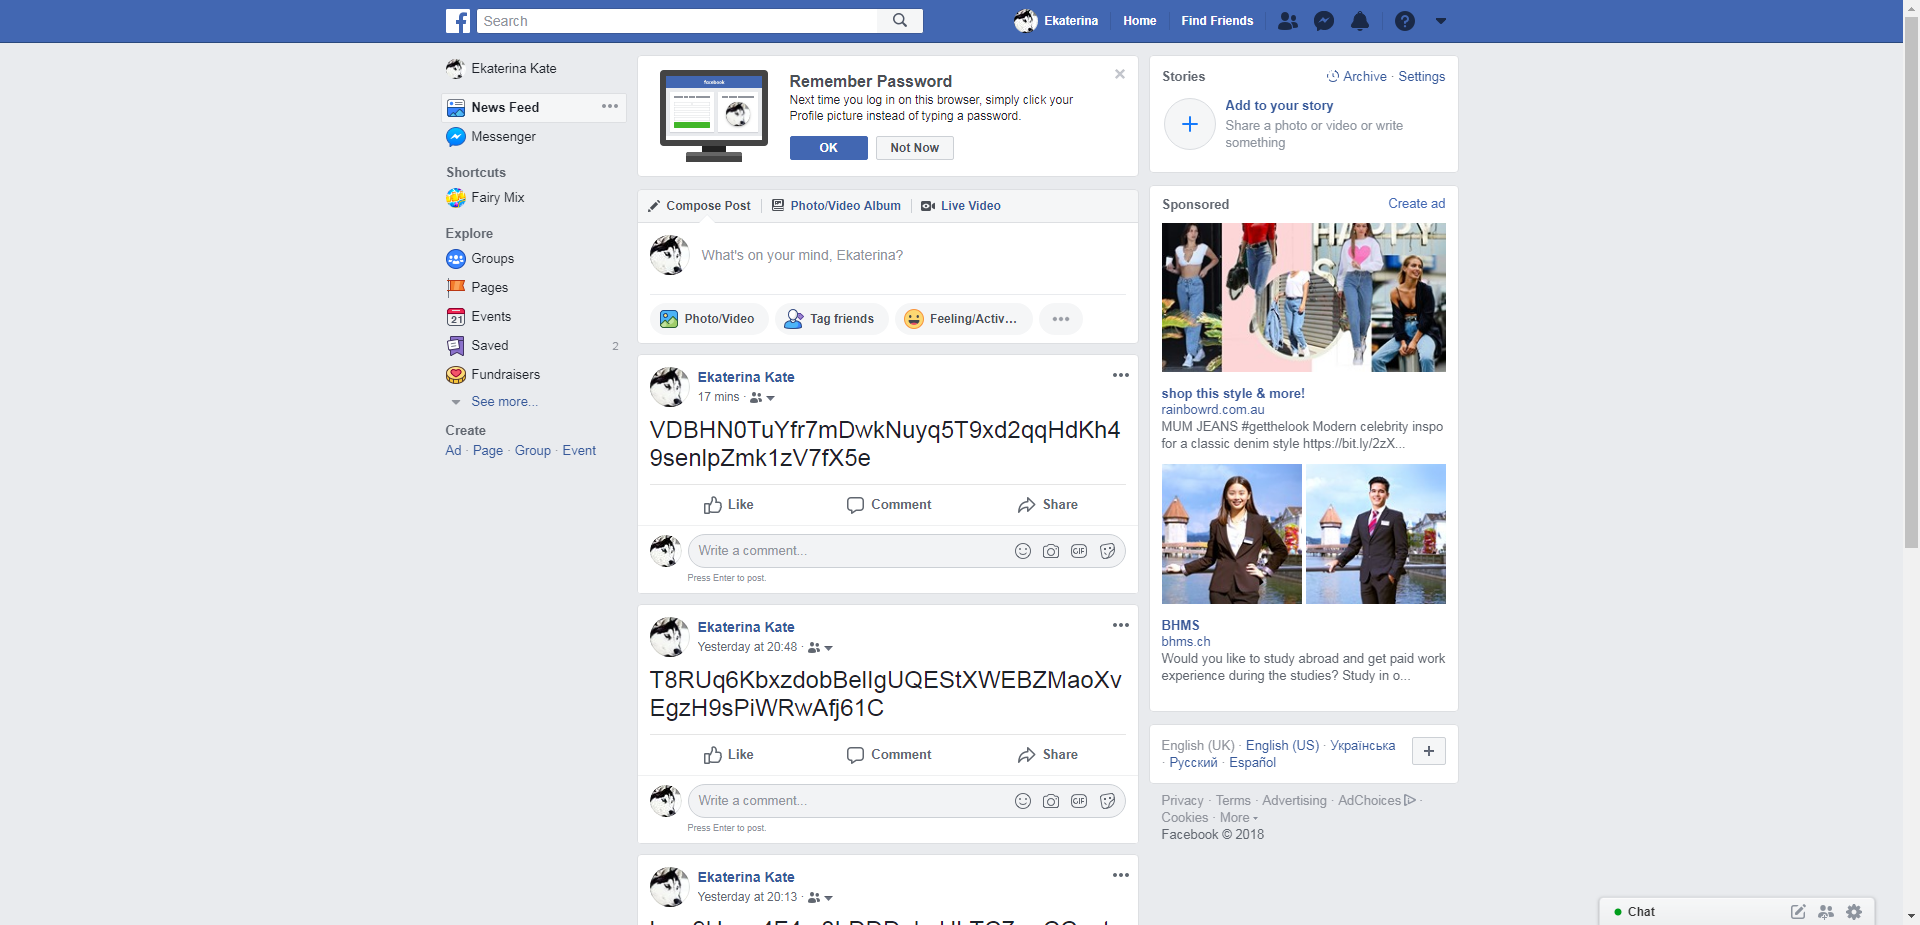 Search
Ekaterina
Home
Find Friends
Ekaterina Kate
News Feed
Messenger
Shortcuts
Fairy Mix
Explore
Groups
Pages
21
Events
Saved 2
Fundraisers
See more...
Create
Ad · Page · Group · Event
facebook
Remember Password
Next time you log in on this browser, simply click your
Profile picture instead of typing a password.
OK
Not Now
Compose Post
Photo/Video Album
Live Video
What's on your mind, Ekaterina?
Photo/Video
Tag friends
Feeling/Activ...
Ekaterina Kate
17 mins ·
VDBHN0TuYfr7mDwkNuyq5T9xd2qqHdKh4
9senlpZmk1zV7fX5e
Like
Comment
Share
Write a comment...
GIF
Press Enter to post.
Ekaterina Kate
Yesterday at 20:48 ·
T8RUq6KbxzdobBellgUQEStXWEBZMaoXv
EgzH9sPiWRwAfj61C
Like
Comment
Share
Write a comment...
GIF
Press Enter to post.
Ekaterina Kate
Yesterday at 20:13 ·
Stories
Archive · Settings
Add to your story
Share a photo or video or write
something
Sponsored
Create ad
HAPPY
shop this style & more!
rainbowrd.com.au
MUM JEANS #getthelook Modern celebrity inspo
for a classic denim style https://bit.ly/2zX...
BHMS
bhms.ch
Would you like to study abroad and get paid work
experience during the studies? Study in o...
English (UK) · English (US) · Українська
· Русский · Español
Privacy · Terms · Advertising · AdChoices ·
Cookies · More
Facebook © 2018
Chat